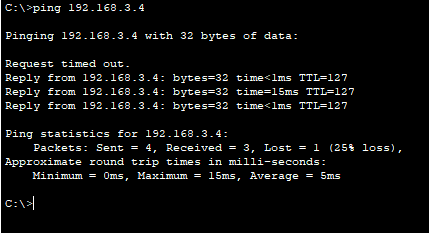 C:\>ping 192.168.3.4
Pinging 192.168.3.4 with 32 bytes of data:
Request timed out.
Reply from 192.168.3.4: bytes=32 time<1ms TTL=127
Reply from 192.168.3.4: bytes=32 time=15ms TTL=127
Reply from 192.168.3.4: bytes=32 time<1ms TTL=127
Ping statistics for 192.168.3.4:
Packets: Sent = 4, Received = 3, Lost = 1 (25% loss),
Approximate round trip times in milli-seconds:
Minimum = 0ms, Maximum = 15ms, Average = 5ms
C:\>